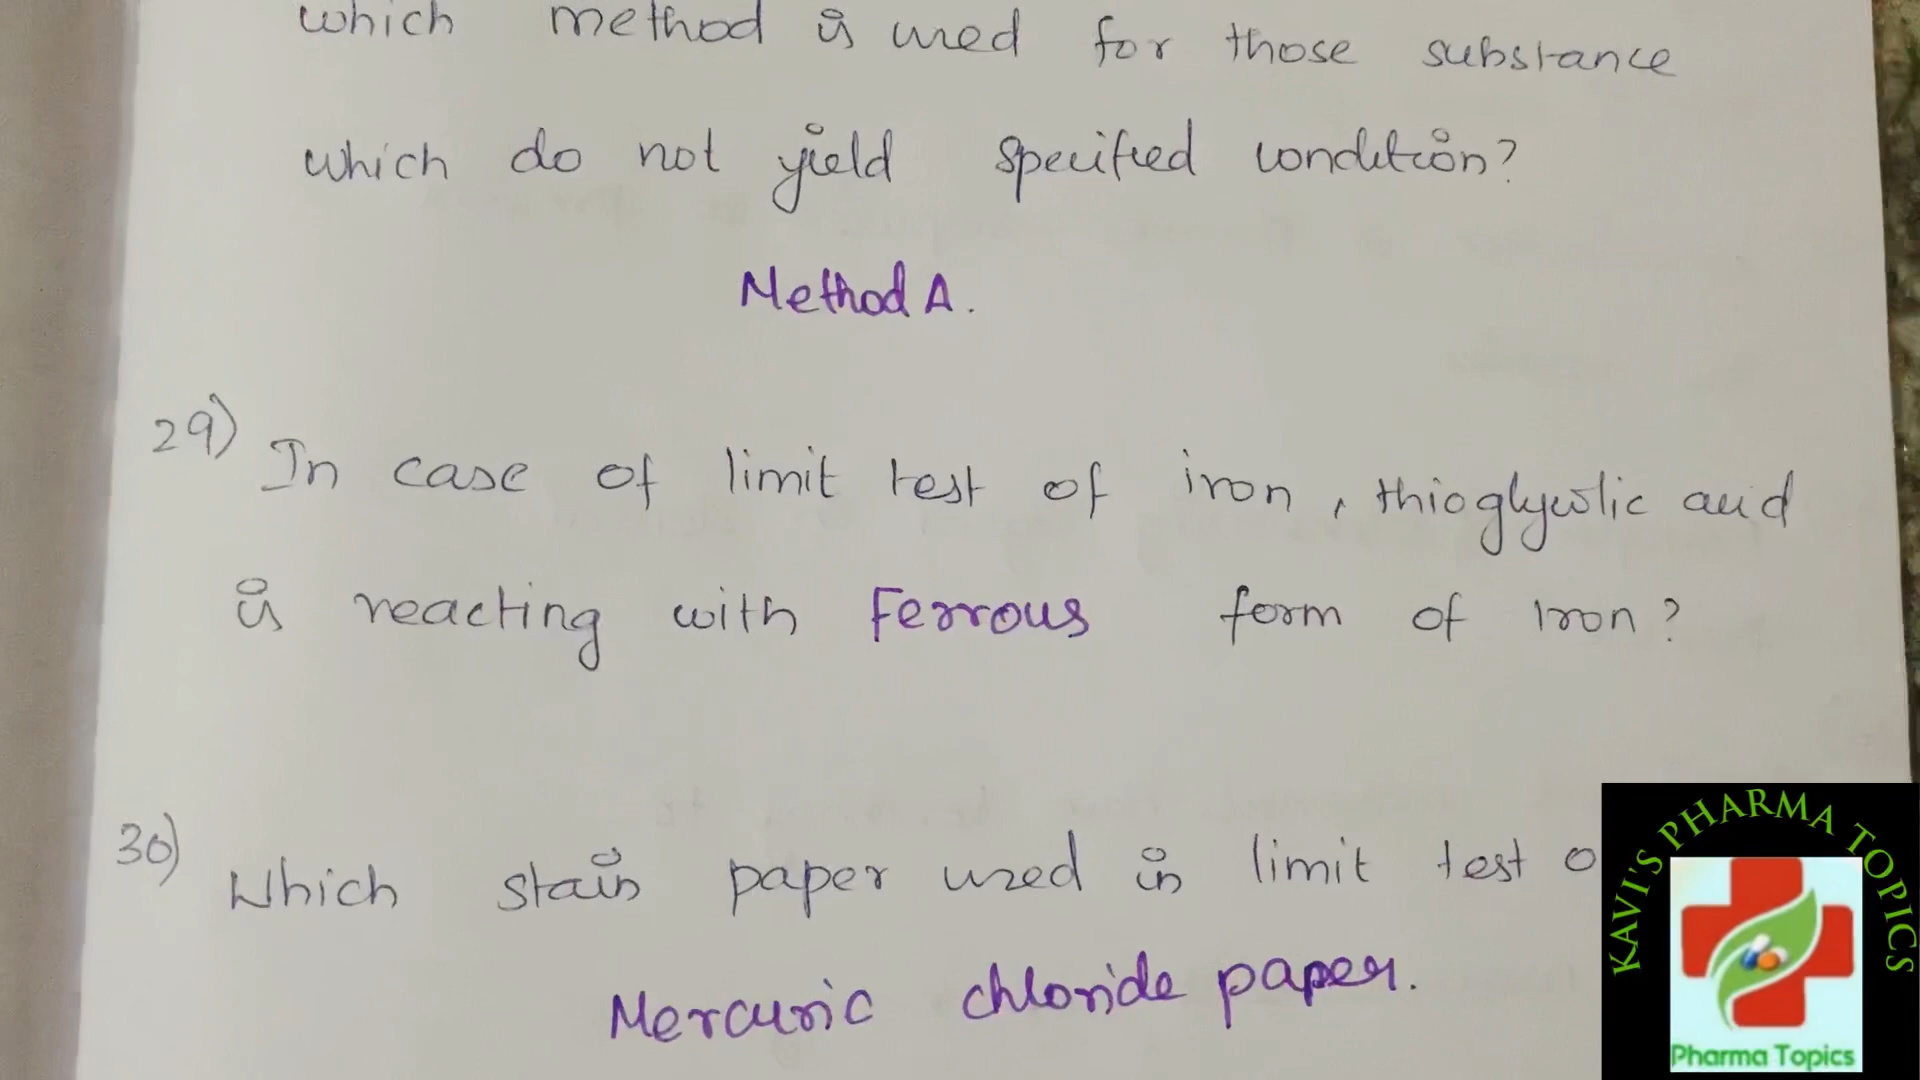 which method is used for those substance
which do not yield specified condition?
Method A.
29) In case of limit test of iron, thioglycolic acid
is reacting with Ferrous form of Iron?
30) Which stain paper used in limit test o
Mercuric chloride paper.
KAVI'S PHARMA TOPICS
Pharma Topics